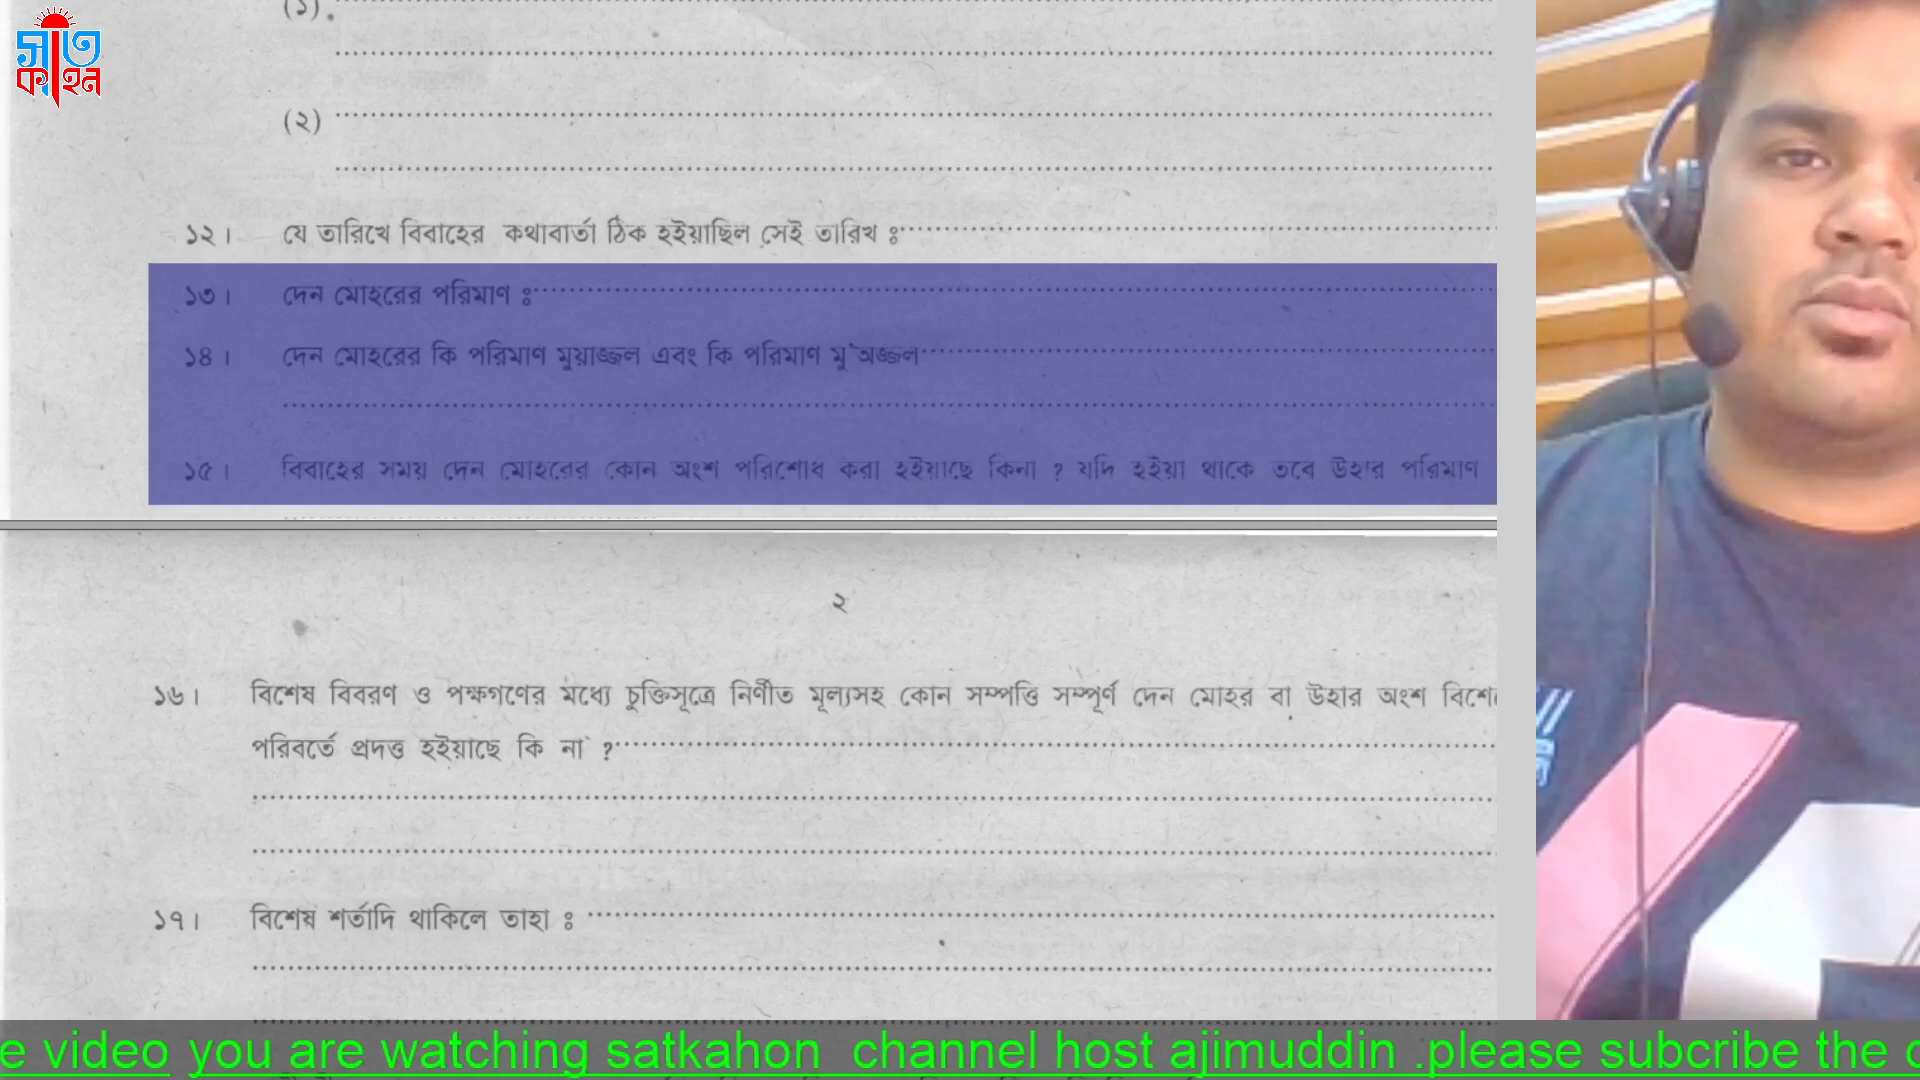 সাত
কাহন
(১).
(২)
১২। যে তারিখে বিবাহের কথাবার্তা ঠিক হইয়াছিল সেই তারিখ ঃ
১৩। দেন মোহরের পরিমাণ ঃ
১৪। দেন মোহরের কি পরিমাণ মুয়াজ্জল এবং কি পরিমাণ মু'অজ্জল
১৫। বিবাহের সময় দেন মোহরের কোন অংশ পরিশোধ করা হইয়াছে কিনা ? যদি হইয়া থাকে তবে উহার পরিমাণ
২
১৬। বিশেষ বিবরণ ও পক্ষগণের মধ্যে চুক্তিসূত্রে নির্ণীত মূল্যসহ কোন সম্পত্তি সম্পূর্ণ দেন মোহর বা উহার অংশ
পরিবর্তে প্রদত্ত হইয়াছে কি না ?
১৭। বিশেষ শর্তাদি থাকিলে তাহা ঃ
e video you are watching satkahon channel host ajimuddin .please subcribe the